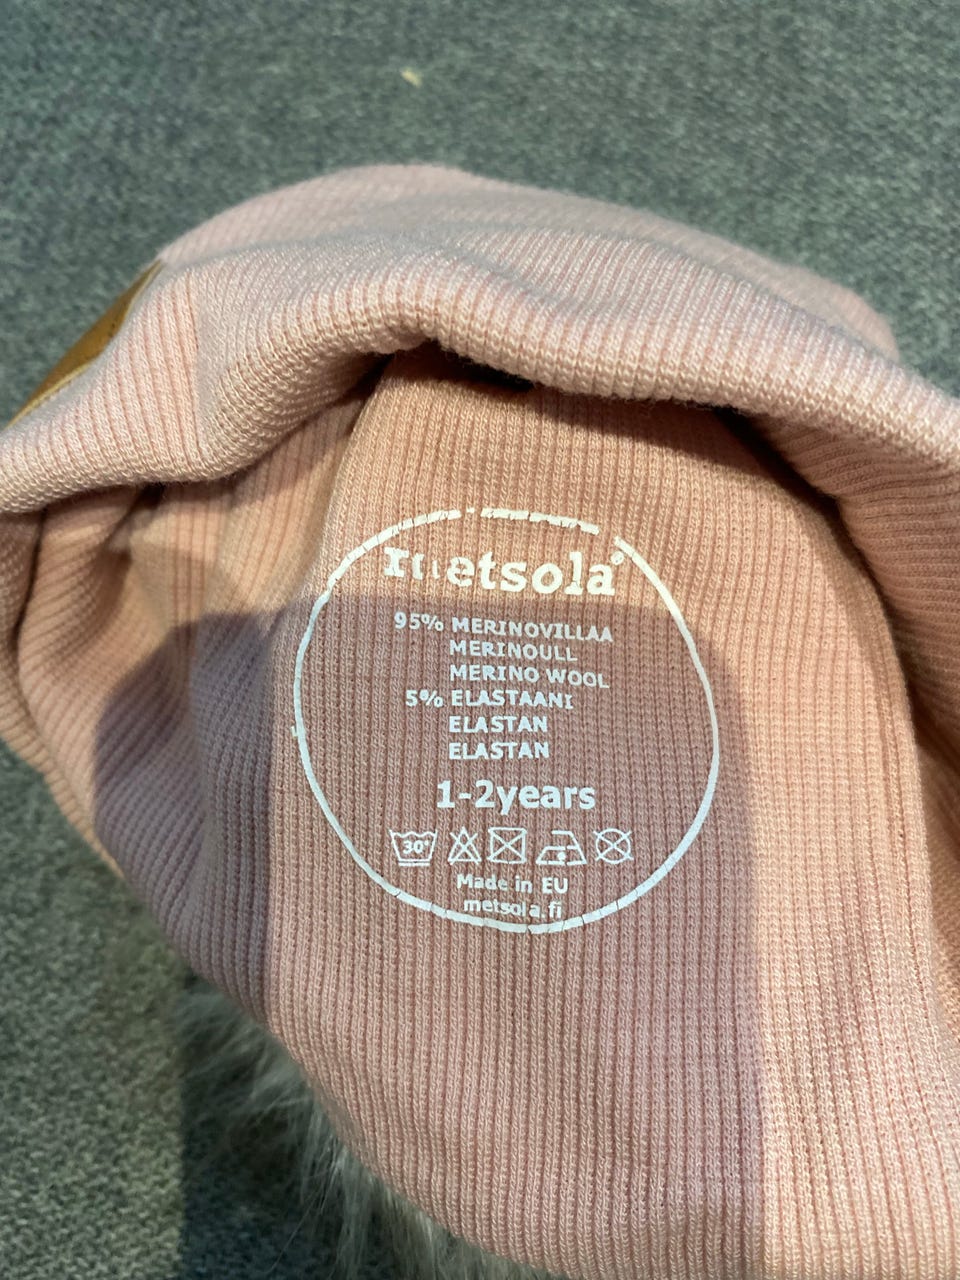 metsola®
95% MERINOVILLAA
MERINOULL
MERINO WOOL
5% ELASTAANI
ELASTAN
ELASTAN
1-2years
30°
Made in EU
metsola.fi